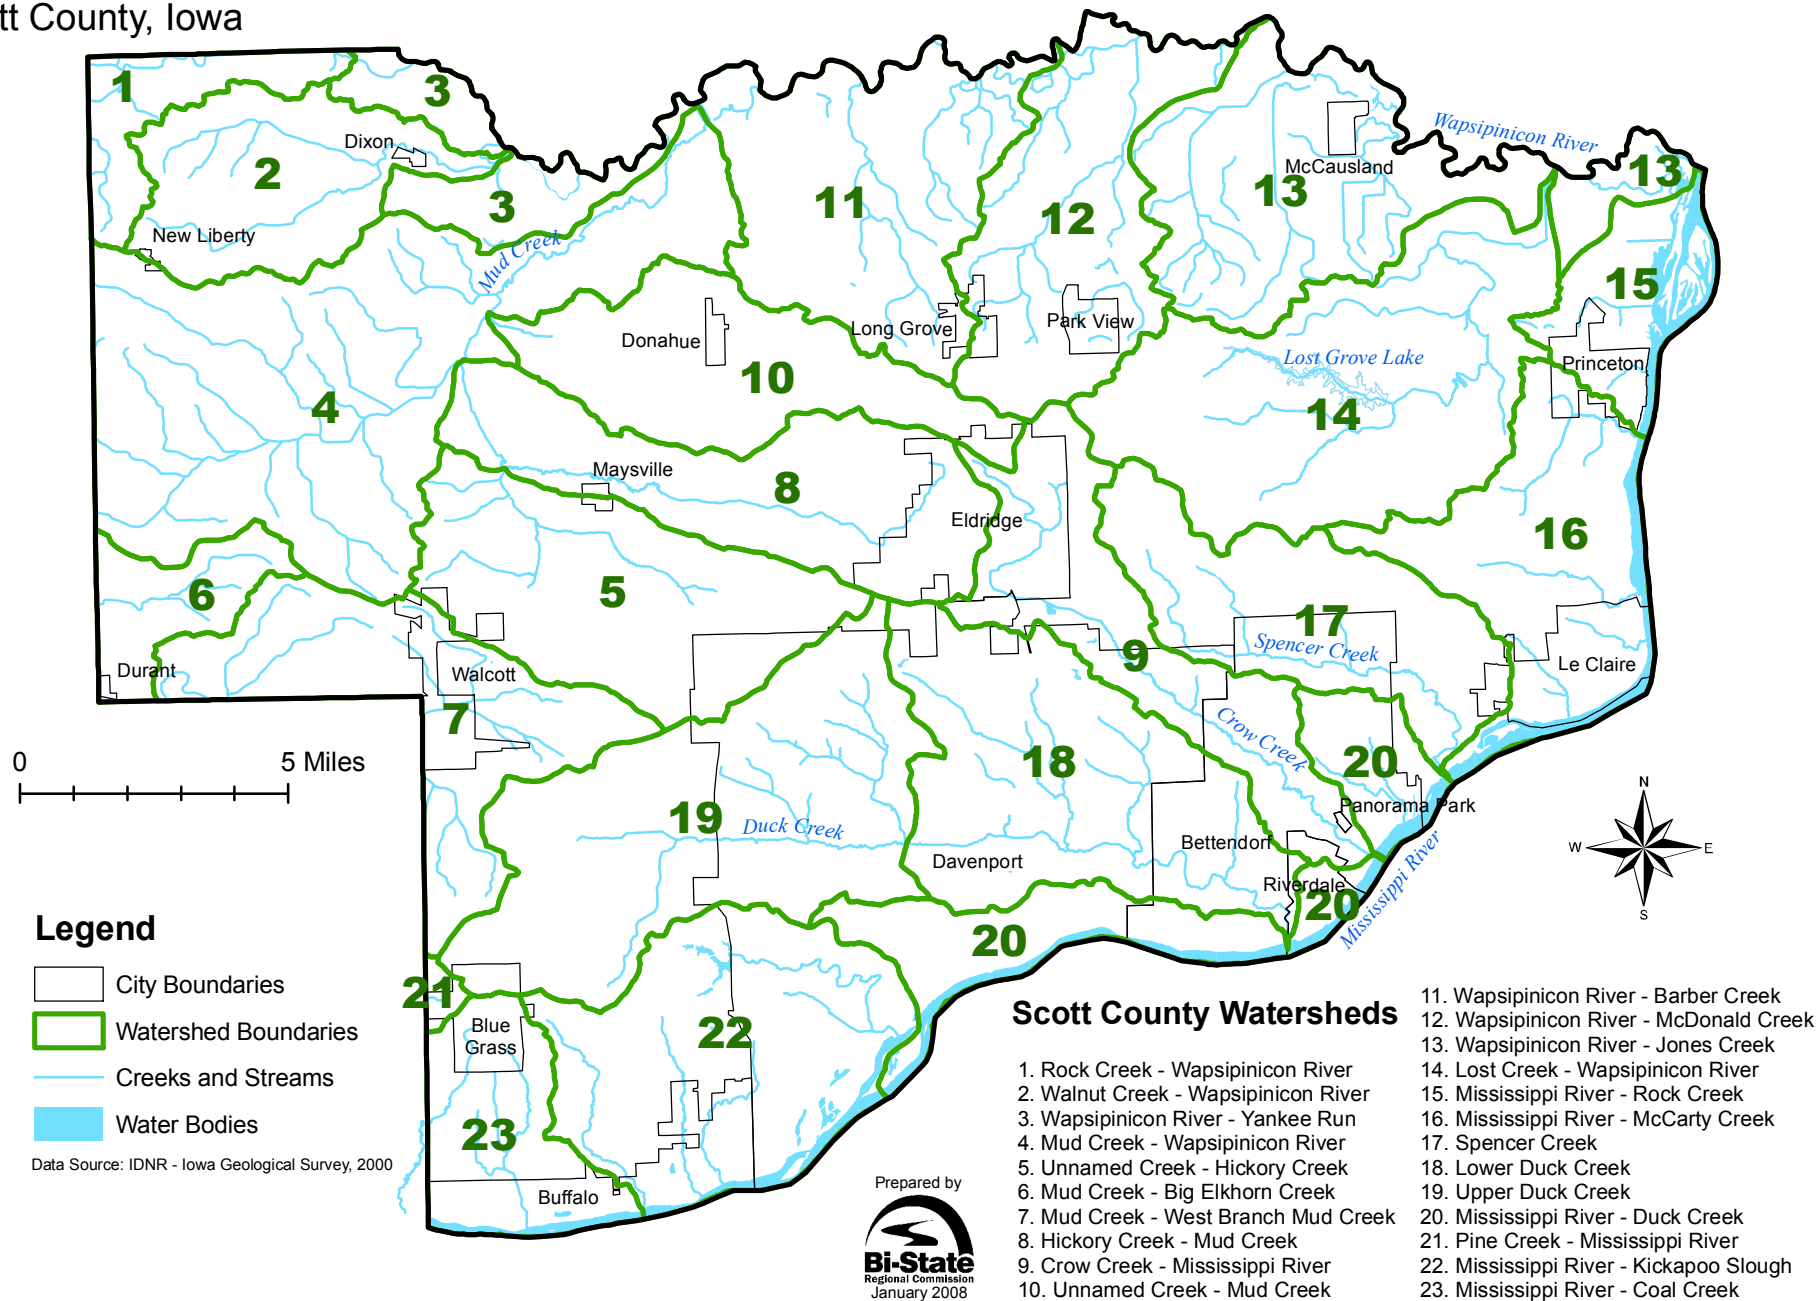 tt County, Iowa
1
3
Dixon
2
3
New Liberty
Mud Creek
11
12
13
McCausland
Wapsipinicon River
13
15
Donahue
Long Grove
Park View
10
Lost Grove Lake
Princeton
4
14
Maysville
8
Eldridge
16
6
5
17
Spencer Creek
9
Le Claire
Durant
Walcott
7
Crow Creek
18
20
0
5 Miles
19
Duck Creek
Panorama Park
Bettendorf
Davenport
Riverdale
20
Mississippi River
20
N
W
E
S
21
Blue
Grass
22
23
Buffalo
Legend
City Boundaries
Watershed Boundaries
Creeks and Streams
Water Bodies
Data Source: IDNR - Iowa Geological Survey, 2000
Prepared by
Bi-State
Regional Commission
January 2008
Scott County Watersheds
1. Rock Creek - Wapsipinicon River
2. Walnut Creek - Wapsipinicon River
3. Wapsipinicon River - Yankee Run
4. Mud Creek - Wapsipinicon River
5. Unnamed Creek - Hickory Creek
6. Mud Creek - Big Elkhorn Creek
7. Mud Creek - West Branch Mud Creek
8. Hickory Creek - Mud Creek
9. Crow Creek - Mississippi River
10. Unnamed Creek - Mud Creek
11. Wapsipinicon River - Barber Creek
12. Wapsipinicon River - McDonald Creek
13. Wapsipinicon River - Jones Creek
14. Lost Creek - Wapsipinicon River
15. Mississippi River - Rock Creek
16. Mississippi River - McCarty Creek
17. Spencer Creek
18. Lower Duck Creek
19. Upper Duck Creek
20. Mississippi River - Duck Creek
21. Pine Creek - Mississippi River
22. Mississippi River - Kickapoo Slough
23. Mississippi River - Coal Creek